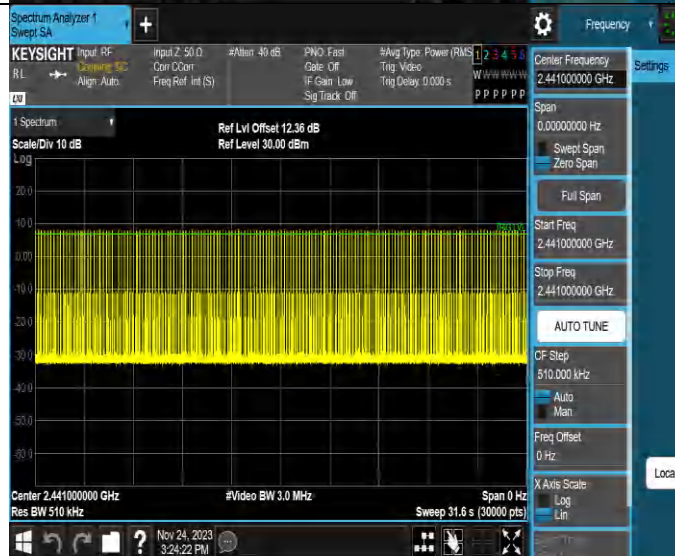 Spectrum Analyzer 1
Swept SA
+
Frequency
KEYSIGHT
RL
Input: RF
Coupling: DC
Align: Auto
Input Z: 50 Ω
Corr CCorr
Freq Ref: Int (S)
#Atten: 40 dB
PNO: Fast
Gate: Off
IF Gain: Low
Sig Track: Off
#Avg Type: Power (RMS)
Trig: Video
Trig Delay: 0.000 s
1 2 3 4 5 6
W W W W W W
P P P P P P
Settings
LXI
1 Spectrum
Scale/Div 10 dB
Ref Lvl Offset 12.36 dB
Ref Level 30.00 dBm
Log
20.0
10.0
0.00
-10.0
-20.0
-30.0
-40.0
-50.0
-60.0
Center 2.441000000 GHz
Res BW 510 kHz
#Video BW 3.0 MHz
Span 0 Hz
Sweep 31.6 s (30000 pts)
Center Frequency
2.441000000 GHz
Span
0.00000000 Hz
Swept Span
Zero Span
Full Span
Start Freq
2.441000000 GHz
Stop Freq
2.441000000 GHz
AUTO TUNE
CF Step
510.000 kHz
Auto
Man
Freq Offset
0 Hz
X Axis Scale
Log
Lin
Loca
?
Nov 24, 2023
3:24:22 PM